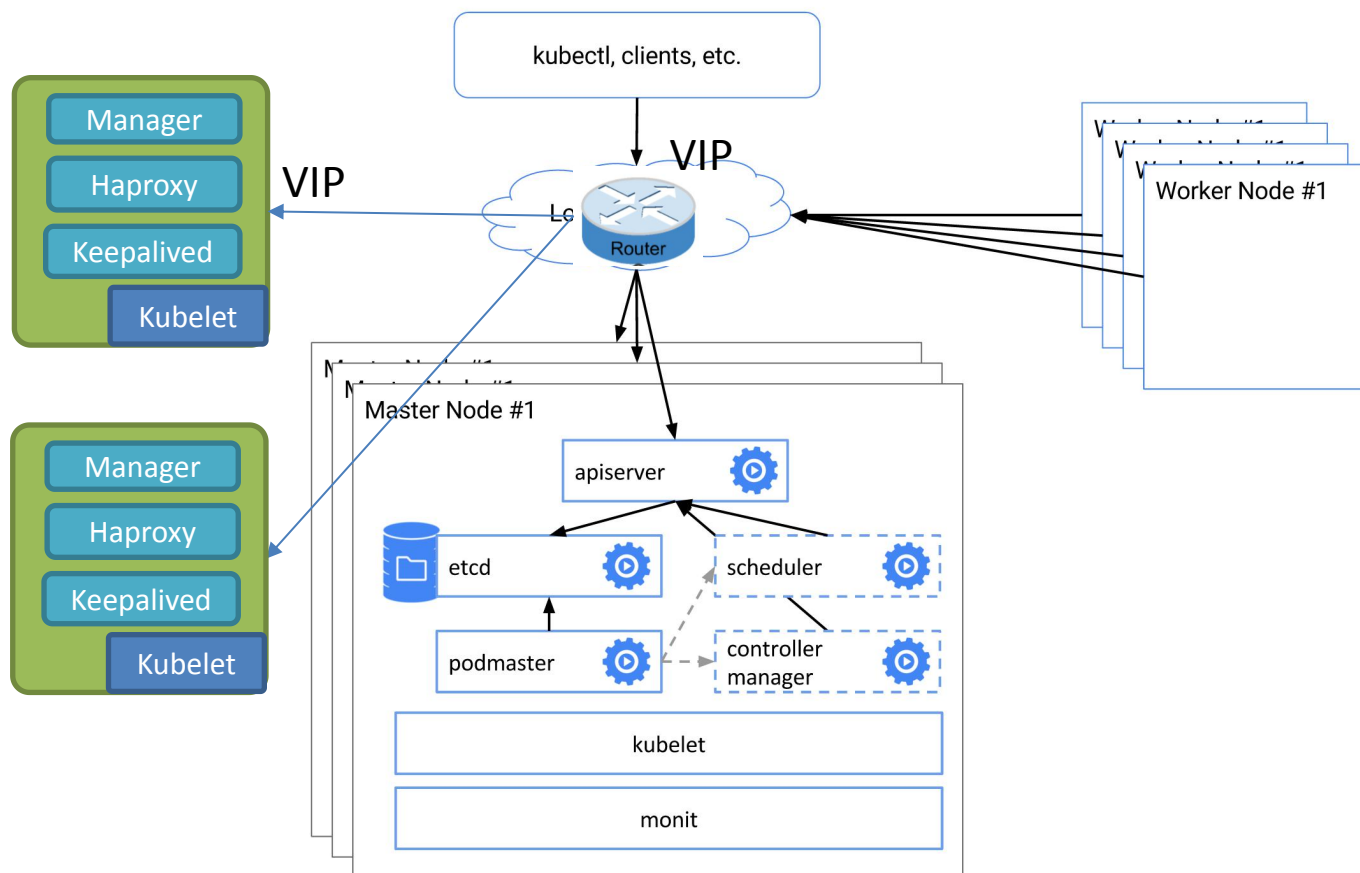 kubectl, clients, etc.
VIP
Router
Manager
Haproxy
Keepalived
Kubelet
VIP
Worker Node #1
Master Node #1
apiserver
etcd
scheduler
podmaster
controller
manager
kubelet
monit
Manager
Haproxy
Keepalived
Kubelet